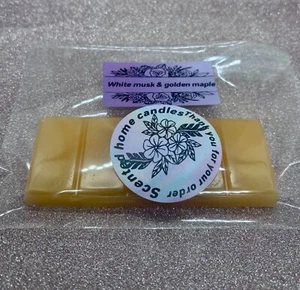 White musk & golden maple
Scented home candles
Thank you for your order